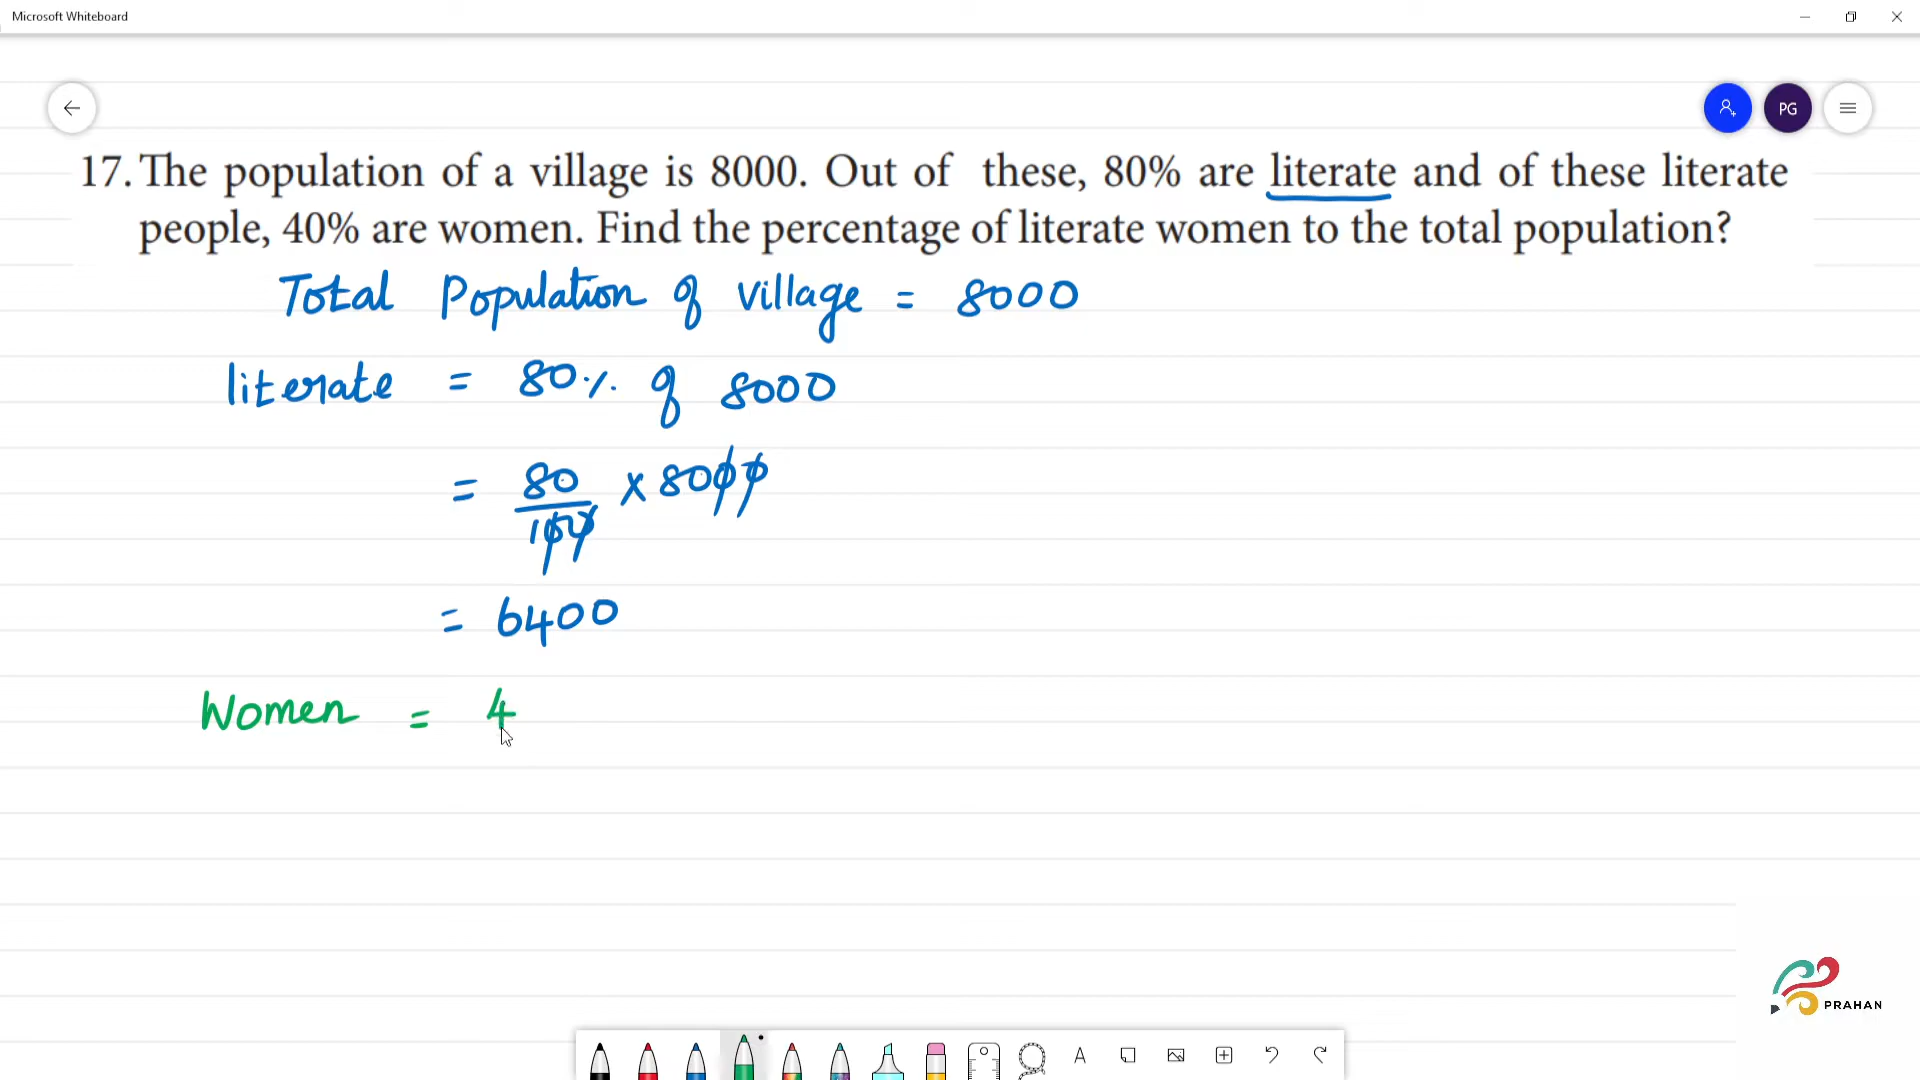 Microsoft Whiteboard
PG
17. The population of a village is 8000. Out of these, 80% are literate and of these literate
people, 40% are women. Find the percentage of literate women to the total population?
Total Population of village = 8000
literate = 80% of 8000
= 80/100 x 8000
= 6400
Women = 4
PRAHAN
A